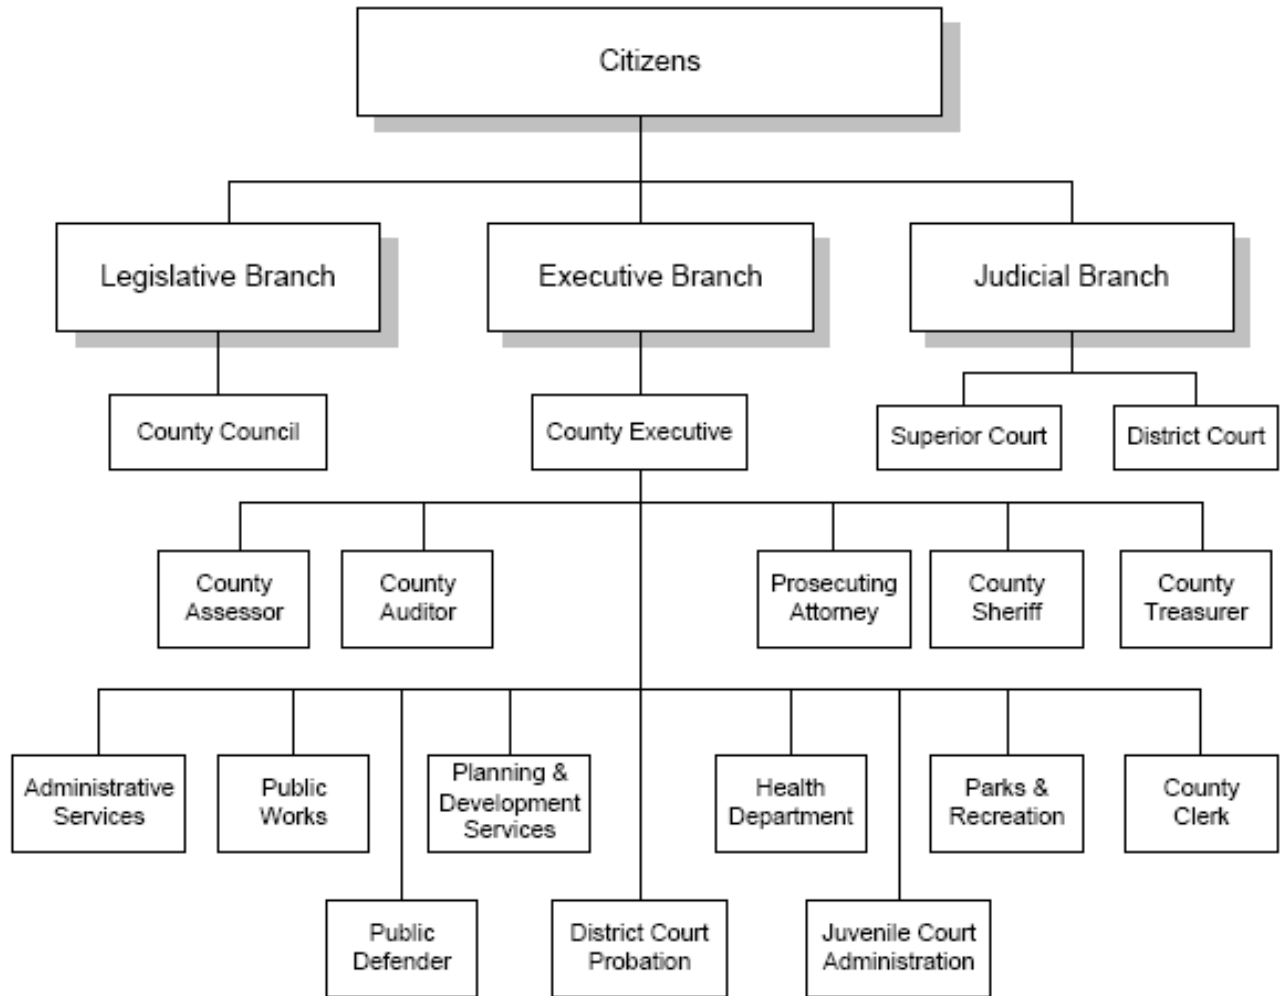 Citizens
Legislative Branch
Executive Branch
Judicial Branch
County Council
County Executive
Superior Court
District Court
County
Assessor
County
Auditor
Prosecuting
Attorney
County
Sheriff
County
Treasurer
Administrative
Services
Public
Works
Planning &
Development
Services
Health
Department
Parks &
Recreation
County
Clerk
Public
Defender
District Court
Probation
Juvenile Court
Administration